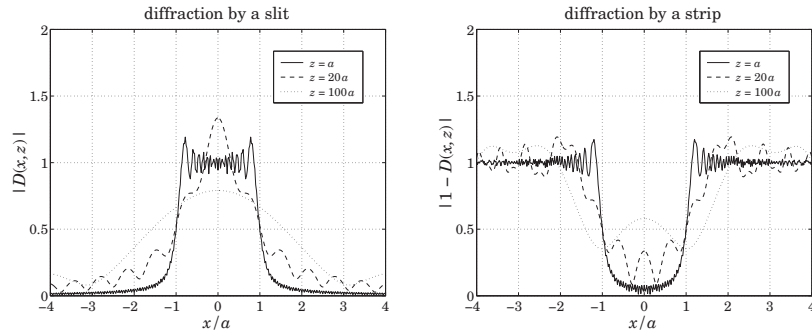 diffraction by a slit
2
1.5
1
0.5
0
−4
−3
−2
−1
0
1
2
3
4
x/a
|D(x,z)|
z = a
z = 20a
z = 100a
diffraction by a strip
2
1.5
1
0.5
0
−4
−3
−2
−1
0
1
2
3
4
x/a
|1 − D(x,z)|
z = a
z = 20a
z = 100a